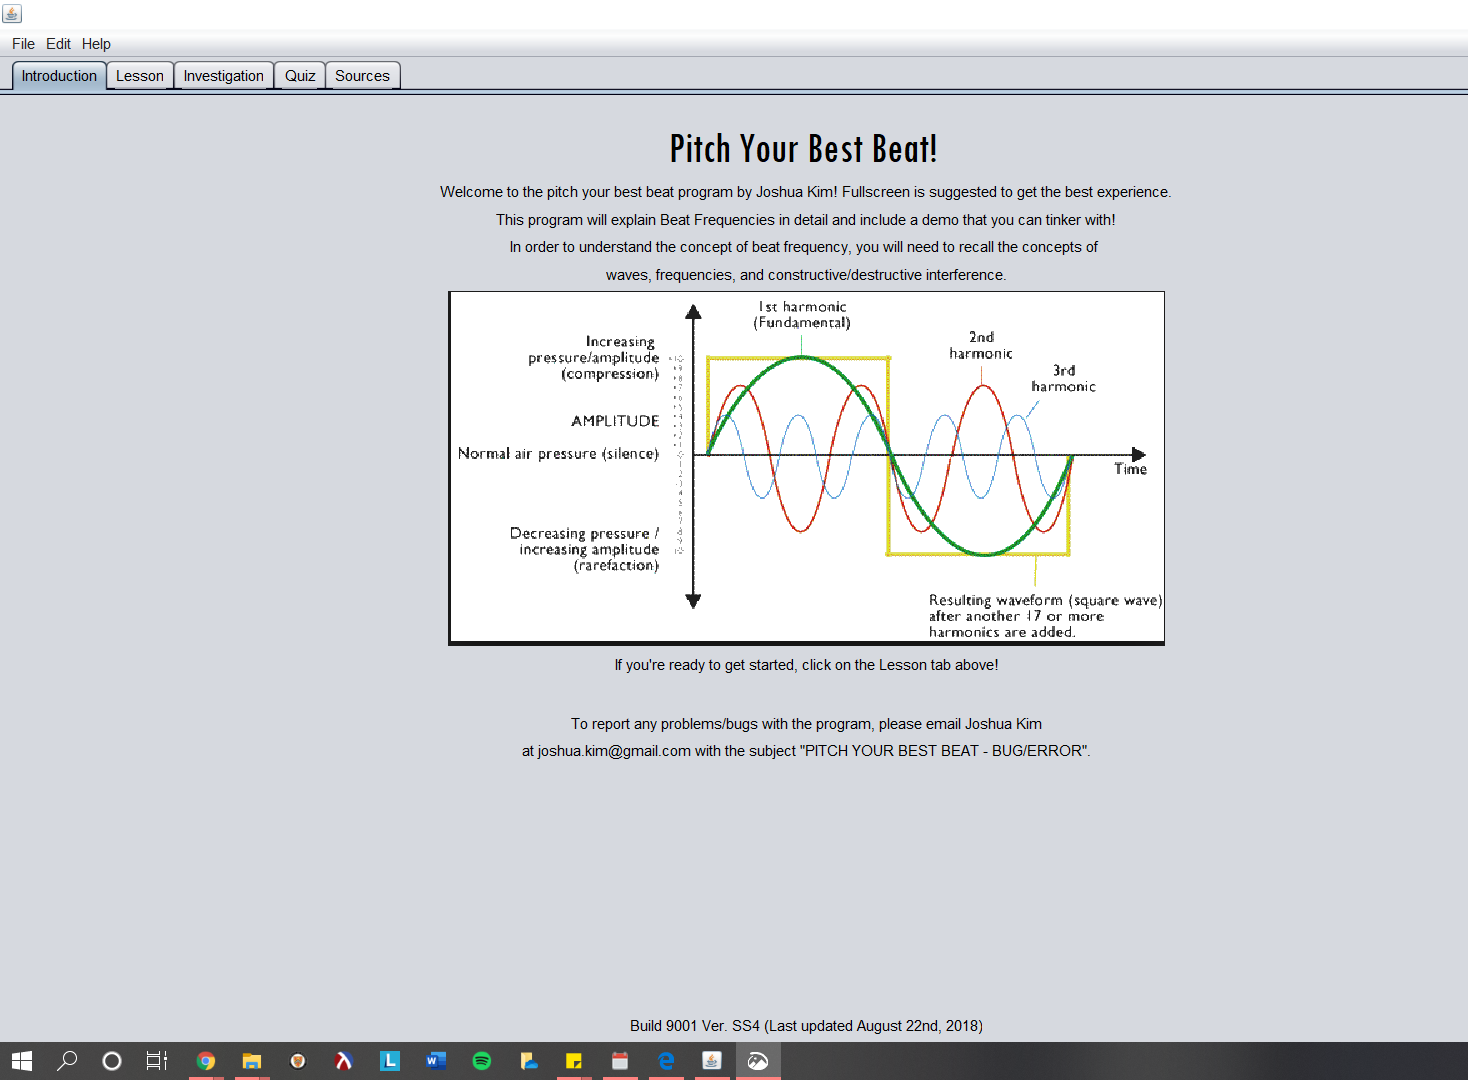 File Edit Help
Introduction Lesson Investigation Quiz Sources
Pitch Your Best Beat!
Welcome to the pitch your best beat program by Joshua Kim! Fullscreen is suggested to get the best experience.
This program will explain Beat Frequencies in detail and include a demo that you can tinker with!
In order to understand the concept of beat frequency, you will need to recall the concepts of
waves, frequencies, and constructive/destructive interference.
1st harmonic
(Fundamental)
2nd
harmonic
3rd
harmonic
Increasing
pressure/amplitude
(compression)
AMPLITUDE
Normal air pressure (silence)
Time
Decreasing pressure /
increasing amplitude
(rarefaction)
Resulting waveform (square wave)
after another 17 or more
harmonics are added.
If you're ready to get started, click on the Lesson tab above!
To report any problems/bugs with the program, please email Joshua Kim
at joshua.kim@gmail.com with the subject "PITCH YOUR BEST BEAT - BUG/ERROR".
Build 9001 Ver. SS4 (Last updated August 22nd, 2018)
L
W